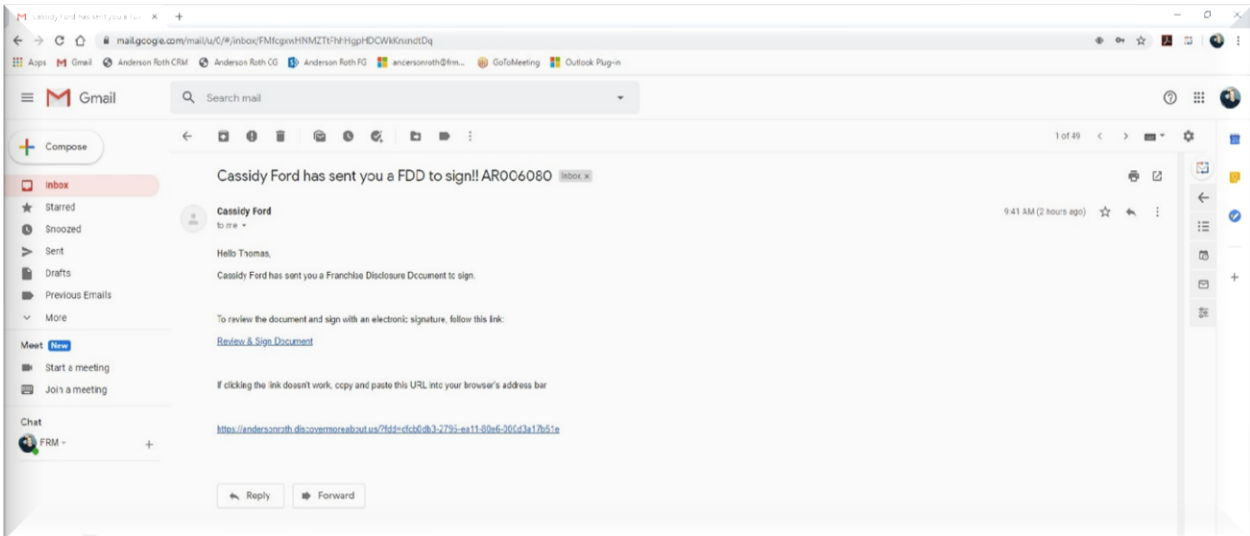 mail.google.com/mail/u/0/#/inbox/
Apps Gmail Anderson Roth CRM Anderson Roth CG Anderson Roth FG GoToMeeting Outlook Plug-in
Gmail
Search mail
Compose
1 of 49
Inbox
Starred
Snoozed
Sent
Drafts
Previous Emails
More
Meet New
Start a meeting
Join a meeting
Chat
FRM
Cassidy Ford has sent you a FDD to sign!! AR006080 Inbox x
Cassidy Ford
9:41 AM (2 hours ago)
to me
Hello Thomas,
Cassidy Ford has sent you a Franchise Disclosure Document to sign.
To review the document and sign with an electronic signature, follow this link:
Review & Sign Document
If clicking the link doesn't work, copy and paste this URL into your browser's address bar
https://andersonroth.discovermoreabout.us/?fdd=cfcb0db3-2795-ea11-80e6-000d3a17b51e
Reply Forward